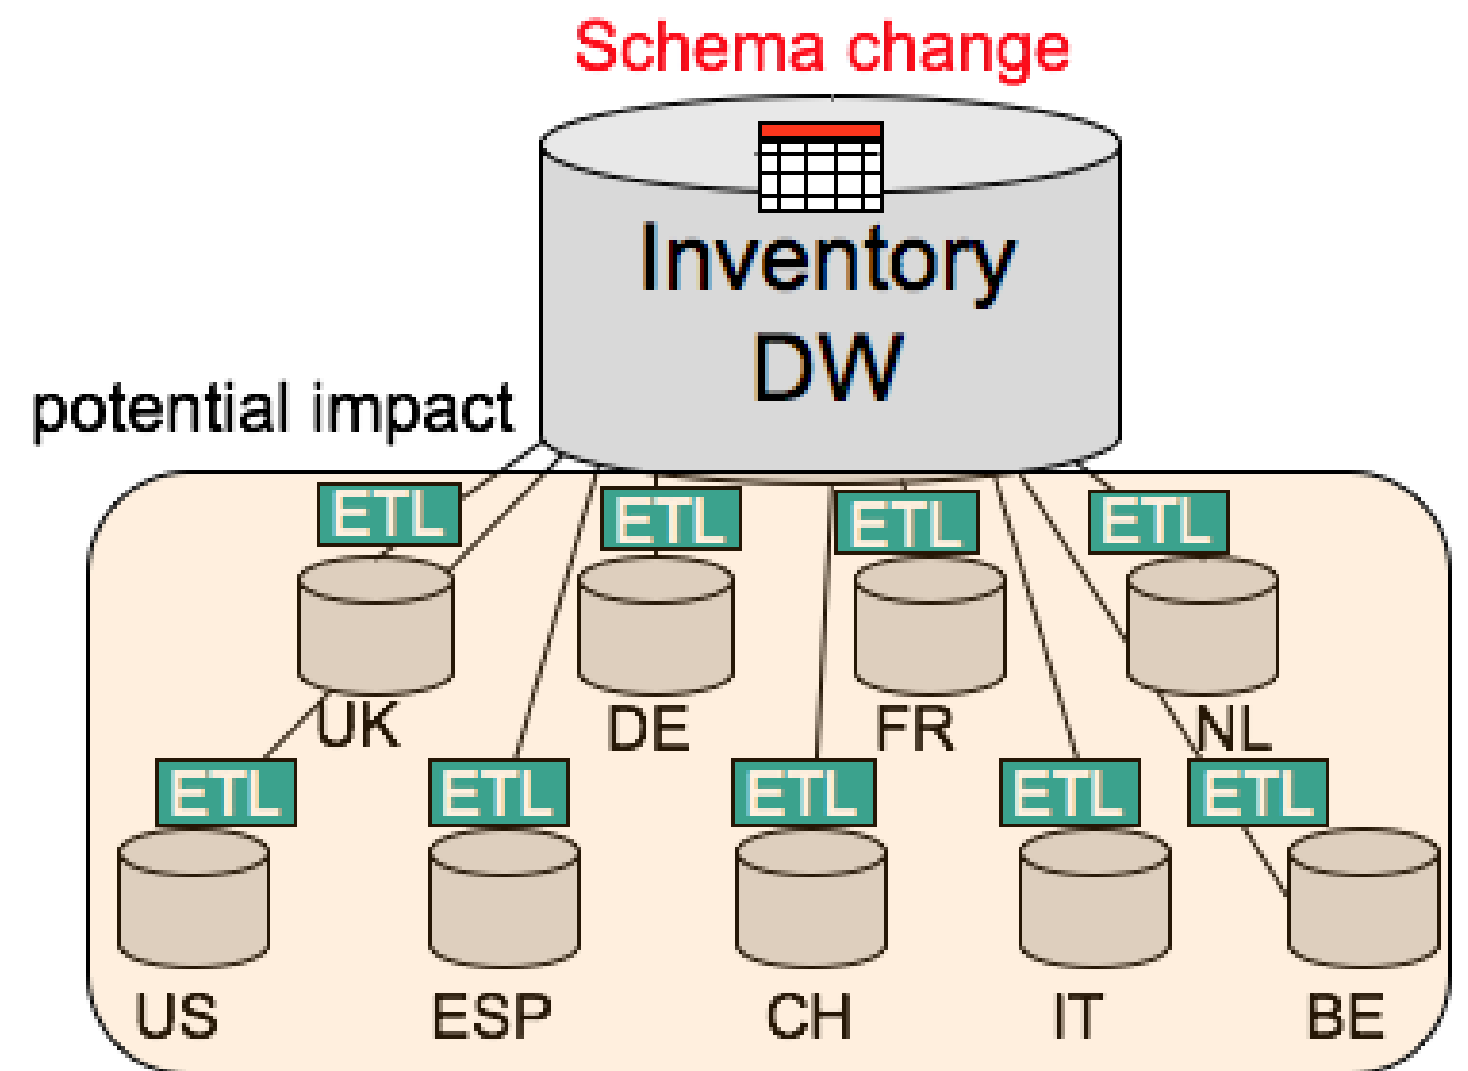 Schema change
Inventory
DW
potential impact
ETL ETL ETL ETL
UK DE FR NL
ETL ETL ETL ETL ETL
US ESP CH IT BE